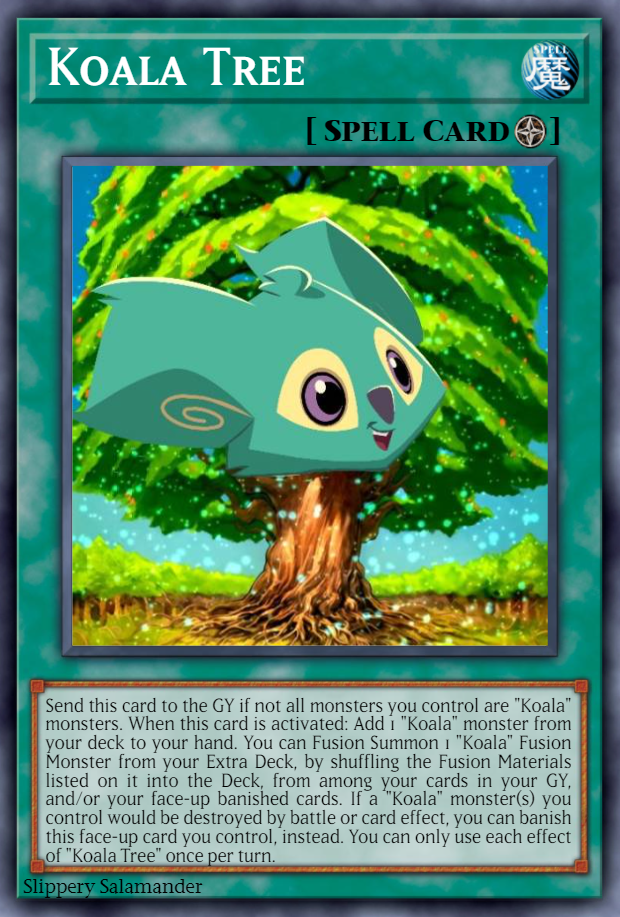 Koala Tree
SPELL
魔
[ Spell Card ]
Send this card to the GY if not all monsters you control are "Koala"
monsters. When this card is activated: Add 1 "Koala" monster from
your deck to your hand. You can Fusion Summon 1 "Koala" Fusion
Monster from your Extra Deck, by shuffling the Fusion Materials
listed on it into the Deck, from among your cards in your GY,
and/or your face-up banished cards. If a "Koala" monster(s) you
control would be destroyed by battle or card effect, you can banish
this face-up card you control, instead. You can only use each effect
of "Koala Tree" once per turn.
Slippery Salamander